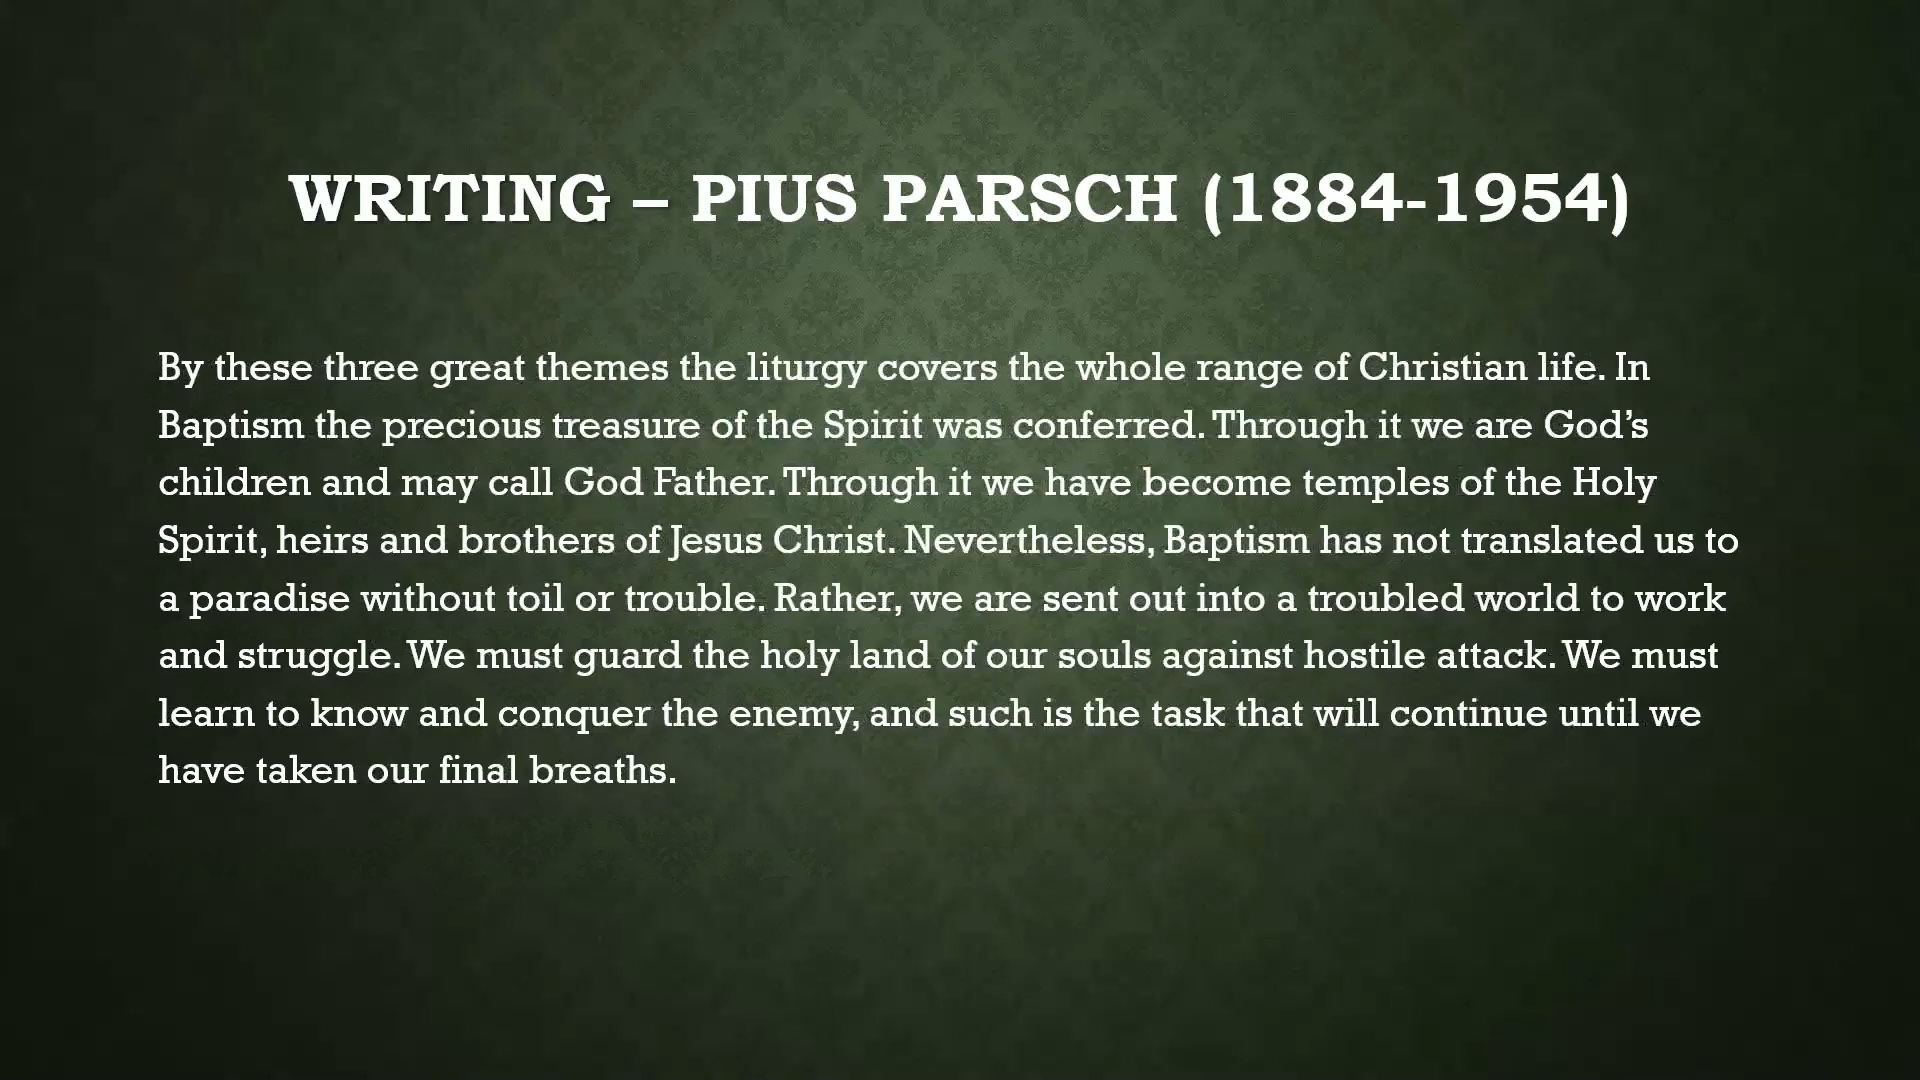 WRITING – PIUS PARSCH (1884-1954)
By these three great themes the liturgy covers the whole range of Christian life. In
Baptism the precious treasure of the Spirit was conferred. Through it we are God’s
children and may call God Father. Through it we have become temples of the Holy
Spirit, heirs and brothers of Jesus Christ. Nevertheless, Baptism has not translated us to
a paradise without toil or trouble. Rather, we are sent out into a troubled world to work
and struggle. We must guard the holy land of our souls against hostile attack. We must
learn to know and conquer the enemy, and such is the task that will continue until we
have taken our final breaths.